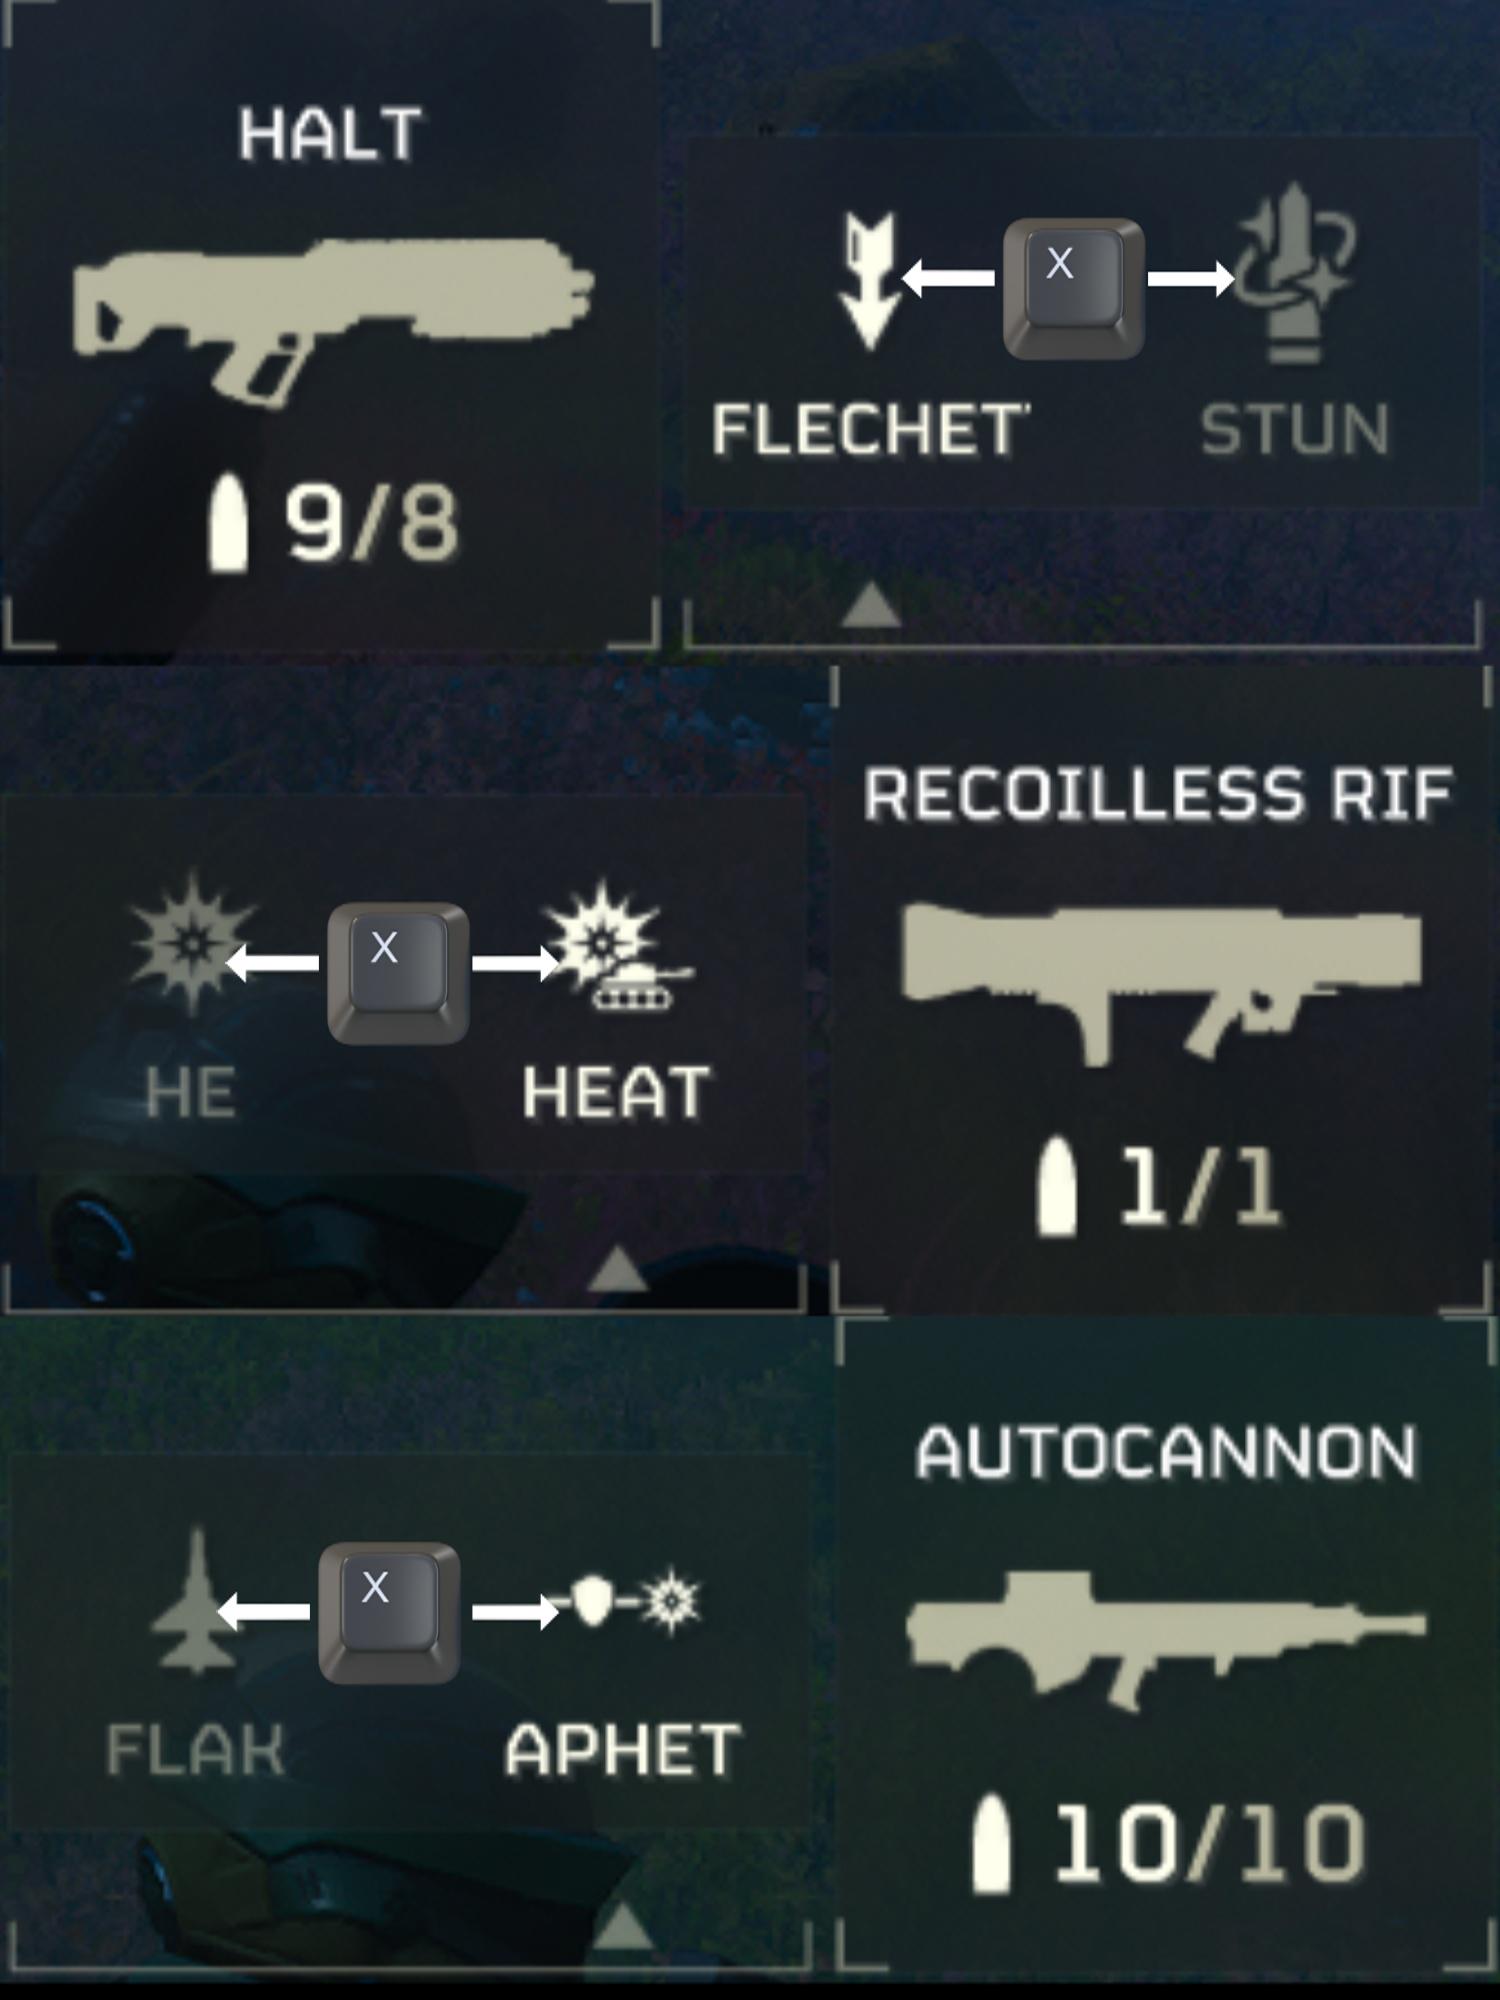 HALT
9/8
FLECHET
X
STUN
HE
X
HEAT
RECOILLESS RIF
1/1
FLAK
X
APHET
AUTOCANNON
10/10